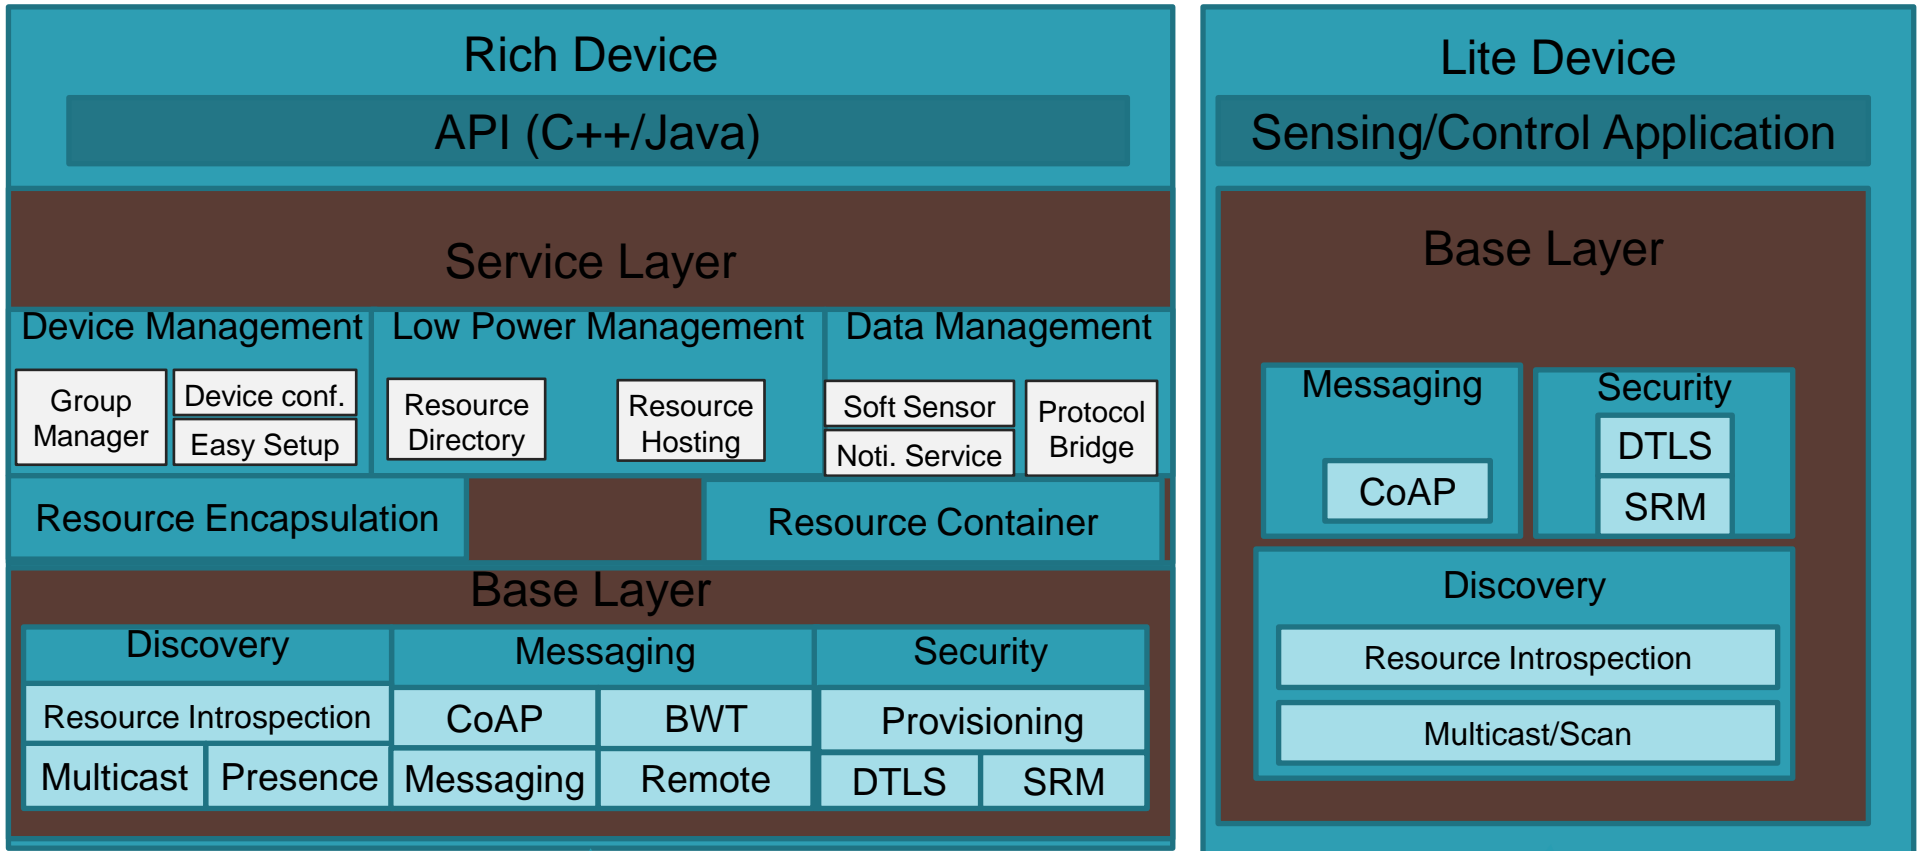 Rich Device
API (C++/Java)
Service Layer
Device Management
Low Power Management
Data Management
Group
Manager
Device conf.
Easy Setup
Resource
Directory
Resource
Hosting
Soft Sensor
Noti. Service
Protocol
Bridge
Resource Encapsulation
Resource Container
Base Layer
Discovery
Messaging
Security
Resource Introspection
CoAP
BWT
Provisioning
Multicast
Presence
Messaging
Remote
DTLS
SRM
Lite Device
Sensing/Control Application
Base Layer
Messaging
CoAP
Security
DTLS
SRM
Discovery
Resource Introspection
Multicast/Scan